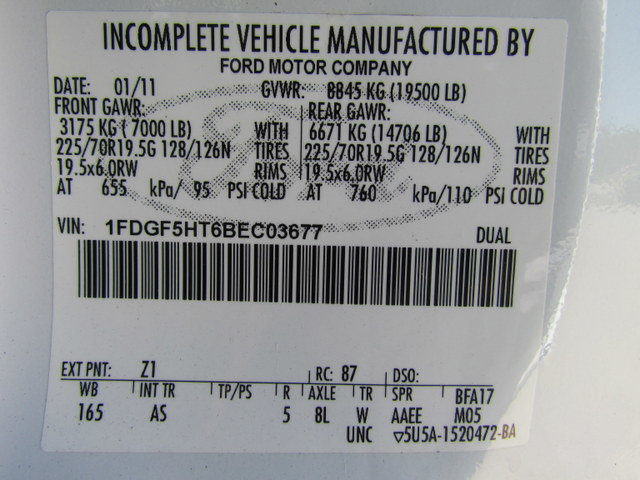 INCOMPLETE VEHICLE MANUFACTURED BY
FORD MOTOR COMPANY
DATE: 01/11 GVWR: 8845 KG (19500 LB)
FRONT GAWR: REAR GAWR:
3175 KG ( 7000 LB) WITH 6671 KG (14706 LB) WITH
225/70R19.5G 128/126N TIRES 225/70R19.5G 128/126N TIRES
19.5x6.0RW RIMS 19.5x6.0RW RIMS
AT 655 kPa/ 95 PSI COLD AT 760 kPa/110 PSI COLD
VIN: 1FDGF5HT6BEC03677 DUAL
EXT PNT: Z1 RC: 87 DSO:
WB INT TR TP/PS R AXLE TR SPR BFA17
165 AS 5 8L W AAEE M05
UNC ▽5U5A-1520472-BA